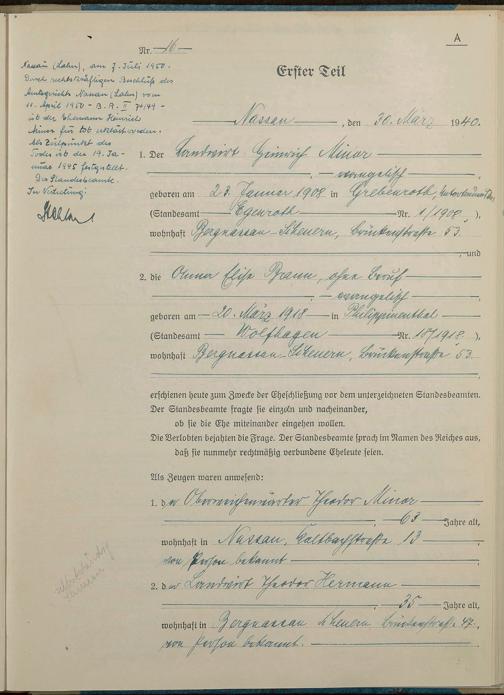 A
Nr. 16
Nassau (Lahn), am 7. Juli 1950.
Durch rechtskräftigen Beschluß des
Amtsgerichts Nassau (Lahn) vom
11. April 1950 - B. R. II 74/49 -
ist der Ehemann Heinrich
Minor für tot erklärt worden.
Als Zeitpunkt des
Todes ist der 19. Ja-
nuar 1945 festgestellt.
Der Standesbeamte
In Vertretung:
Erster Teil
Nassau, den 30. März 1940.
1. Der Landwirt Heinrich Minor
evangelisch
geboren am 23. Januar 1908 in Grebenroth,
(Standesamt Egenroth Nr. 1/1908),
wohnhaft Bergnassau-Scheuern, Brückenstraße 53.
und
2. die Anna Elise Braun, ohne Beruf
evangelisch
geboren am 20. März 1918 in Philippinenthal
(Standesamt Wolfhagen Nr. 18/1918),
wohnhaft Bergnassau-Scheuern, Brückenstraße 53.
erschienen heute zum Zwecke der Eheschließung vor dem unterzeichneten Standesbeamten.
Der Standesbeamte fragte sie einzeln und nacheinander,
ob sie die Ehe miteinander eingehen wollen.
Die Verlobten bejahten die Frage. Der Standesbeamte sprach im Namen des Reiches aus,
daß sie nunmehr rechtmäßig verbundene Eheleute seien.
Als Zeugen waren anwesend:
1. der Theodor Minor
63 Jahre alt,
wohnhaft in Nassau, Kaltbachstraße 13
von Person bekannt
2. der Landwirt Theodor Hermann
35 Jahre alt,
wohnhaft in Bergnassau Scheuern Brückenstraße 47.
von Person bekannt.